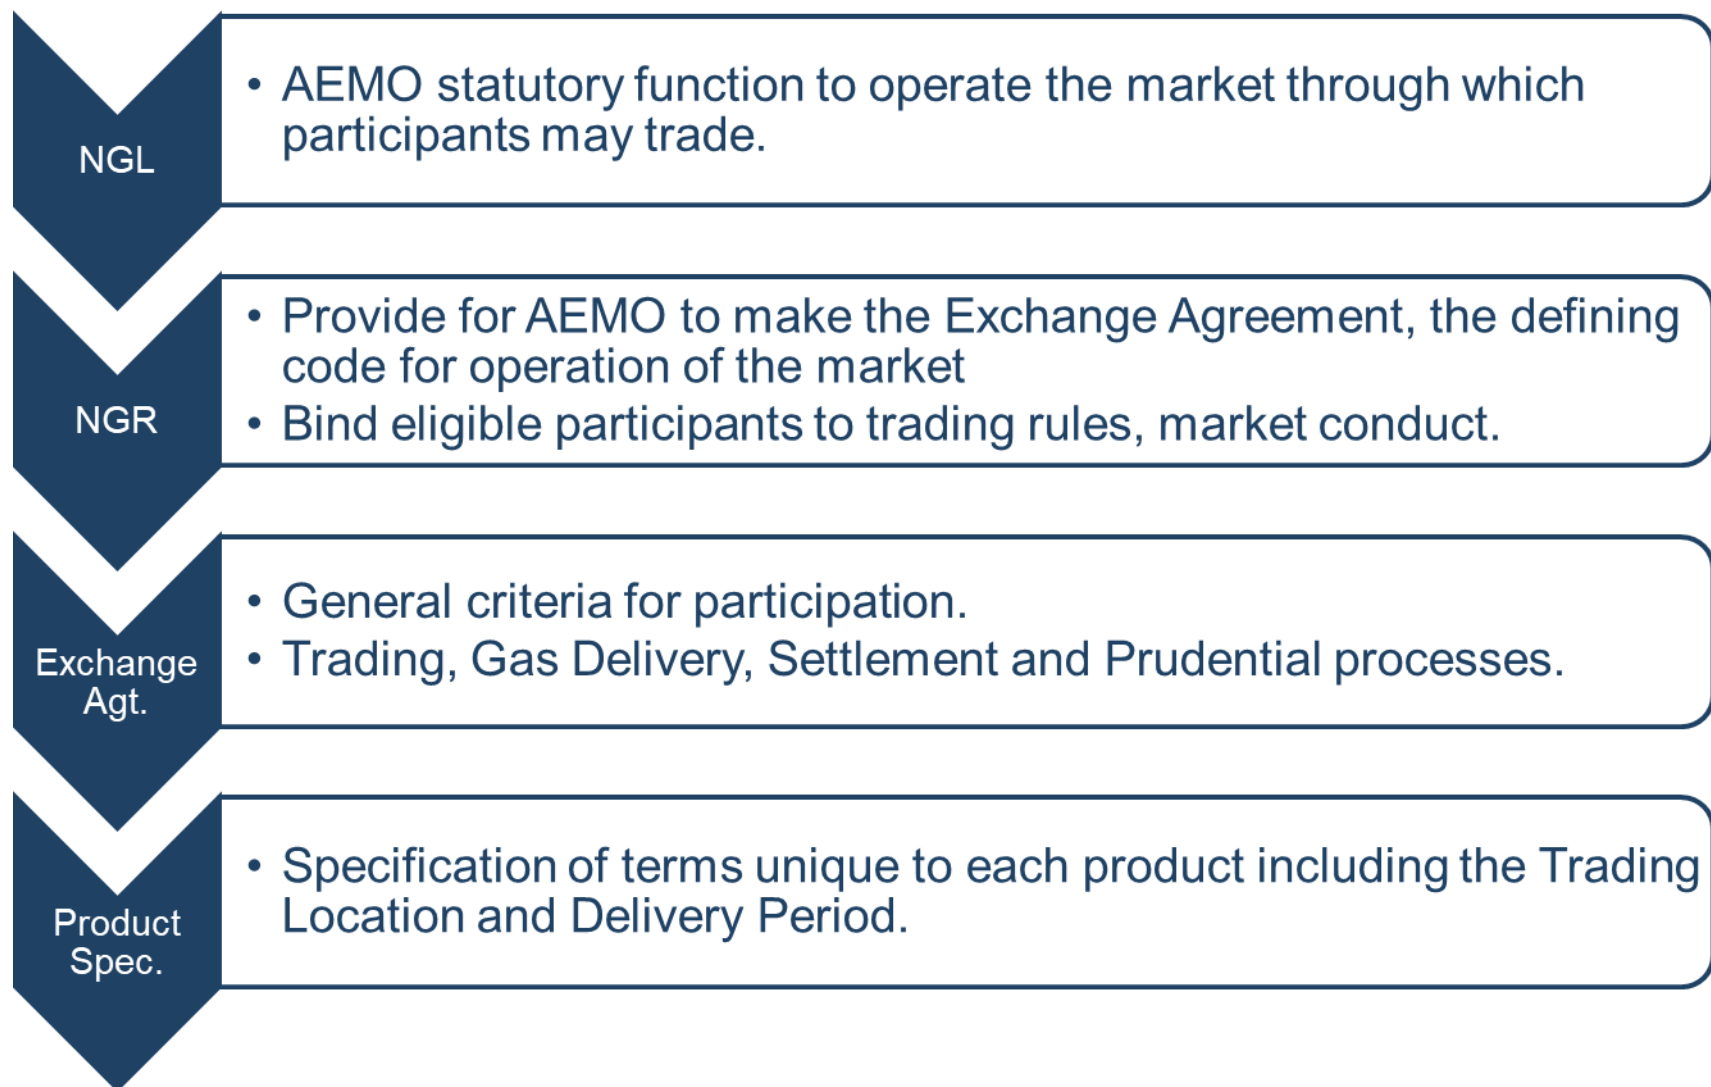 NGL
• AEMO statutory function to operate the market through which
participants may trade.
NGR
• Provide for AEMO to make the Exchange Agreement, the defining
code for operation of the market
• Bind eligible participants to trading rules, market conduct.
Exchange
Agt.
• General criteria for participation.
• Trading, Gas Delivery, Settlement and Prudential processes.
Product
Spec.
• Specification of terms unique to each product including the Trading
Location and Delivery Period.